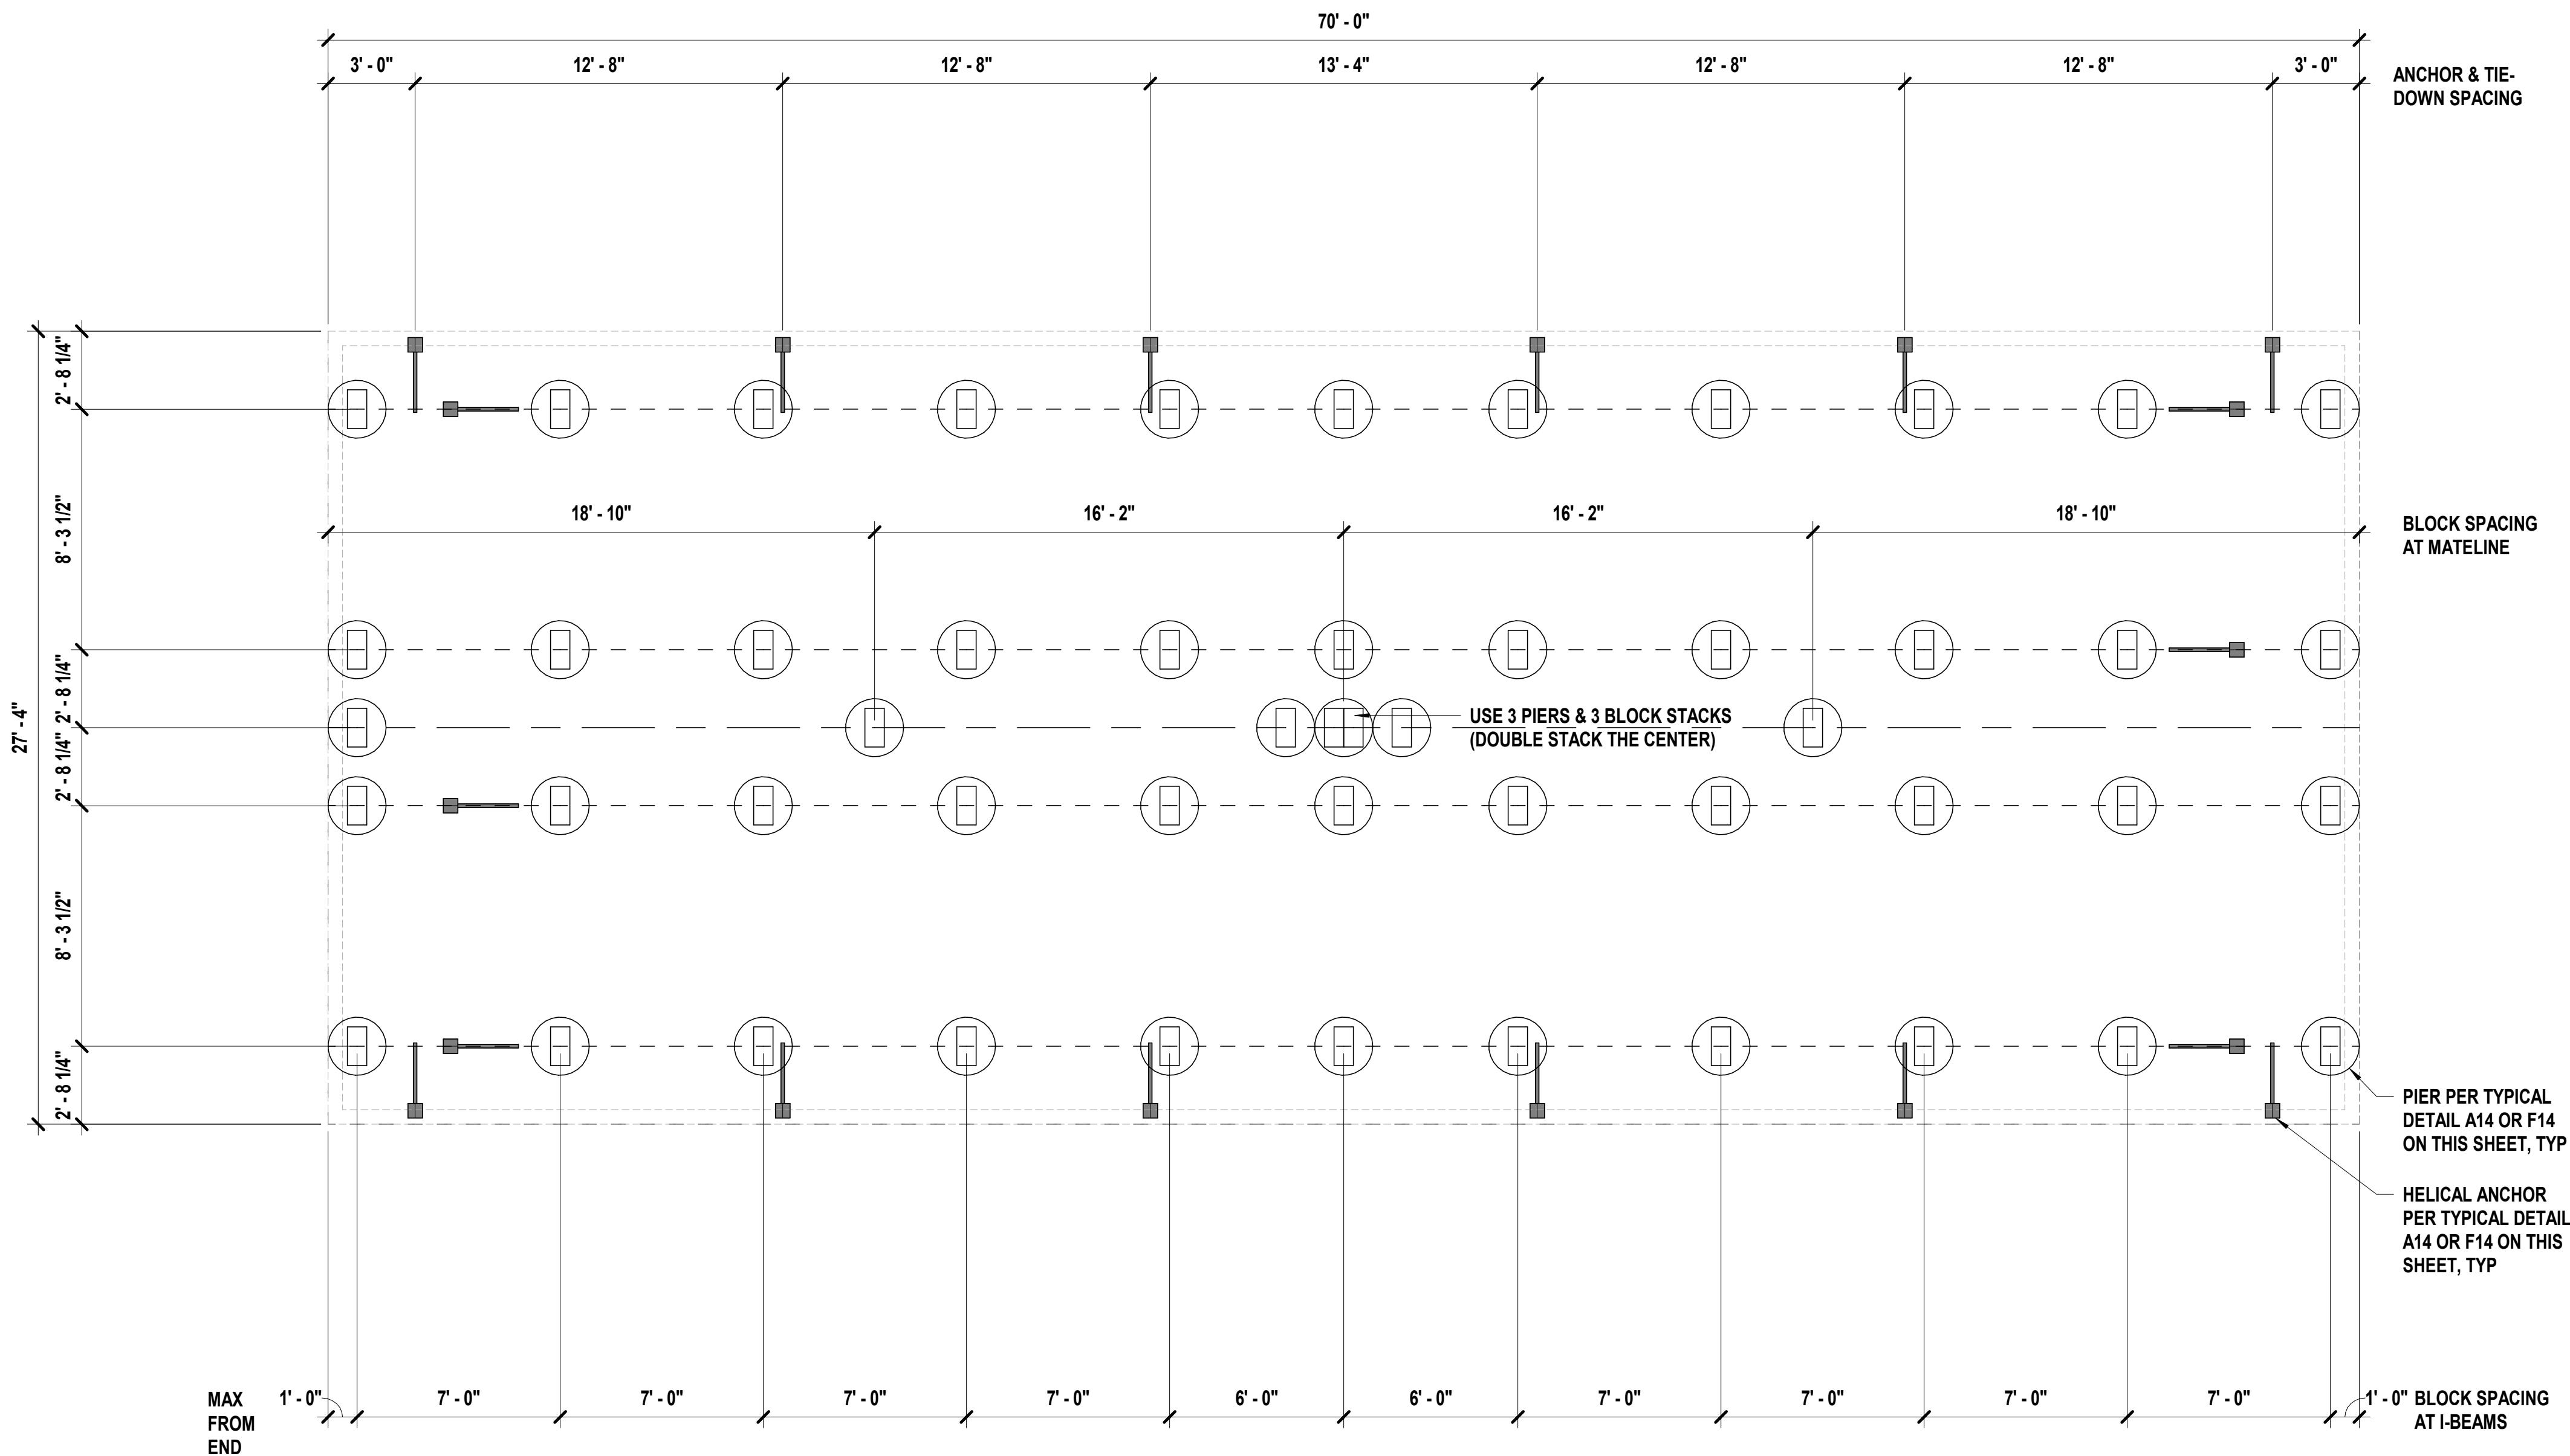 70' - 0"
3' - 0"
12' - 8"
12' - 8"
13' - 4"
12' - 8"
12' - 8"
3' - 0"
ANCHOR & TIE-
DOWN SPACING
27' - 4"
2' - 8 1/4"
8' - 3 1/2"
2' - 8 1/4"
2' - 8 1/4"
8' - 3 1/2"
2' - 8 1/4"
18' - 10"
16' - 2"
16' - 2"
18' - 10"
BLOCK SPACING
AT MATELINE
USE 3 PIERS & 3 BLOCK STACKS
(DOUBLE STACK THE CENTER)
PIER PER TYPICAL
DETAIL A14 OR F14
ON THIS SHEET, TYP
HELICAL ANCHOR
PER TYPICAL DETAIL
A14 OR F14 ON THIS
SHEET, TYP
MAX
FROM
END
1' - 0"
7' - 0"
7' - 0"
7' - 0"
7' - 0"
6' - 0"
6' - 0"
7' - 0"
7' - 0"
7' - 0"
7' - 0"
1' - 0"
BLOCK SPACING
AT I-BEAMS